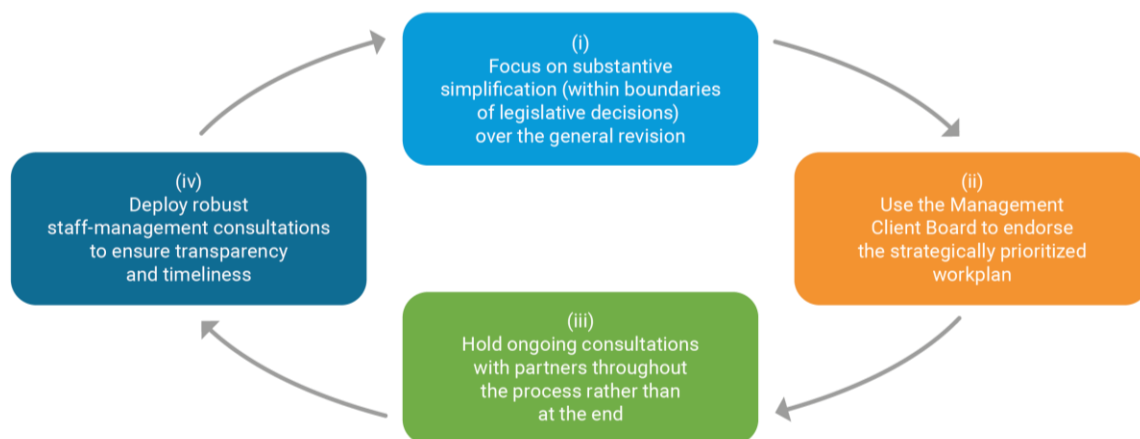 (i)
Focus on substantive
simplification (within boundaries
of legislative decisions)
over the general revision
(ii)
Use the Management
Client Board to endorse
the strategically prioritized
workplan
(iii)
Hold ongoing consultations
with partners throughout
the process rather than
at the end
(iv)
Deploy robust
staff-management consultations
to ensure transparency
and timeliness